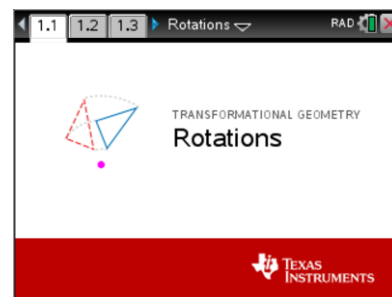 1.1 1.2 1.3 Rotations RAD
TRANSFORMATIONAL GEOMETRY
Rotations
TEXAS
INSTRUMENTS